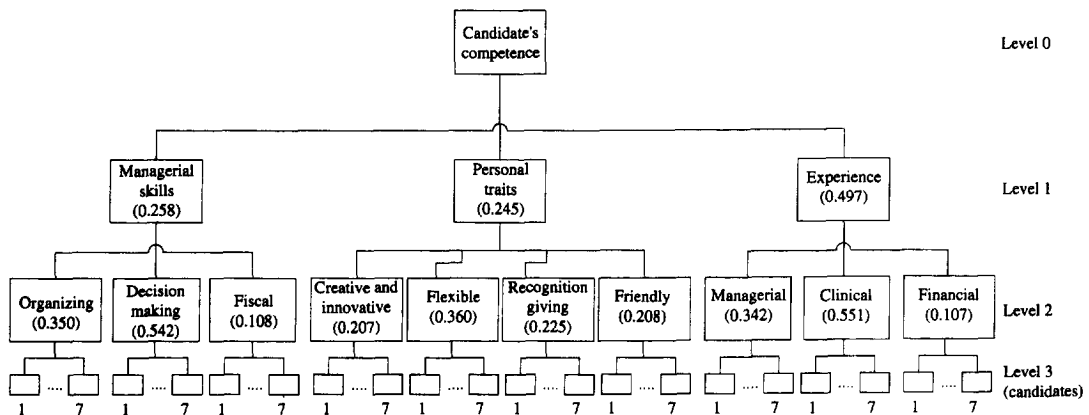 Candidate's
competence
Level 0
Managerial
skills
(0.258)
Personal
traits
(0.245)
Experience
(0.497)
Level 1
Organizing
(0.350)
Decision
making
(0.542)
Fiscal
(0.108)
Creative and
innovative
(0.207)
Flexible
(0.360)
Recognition
giving
(0.225)
Friendly
(0.208)
Managerial
(0.342)
Clinical
(0.551)
Financial
(0.107)
Level 2
.... .... .... .... .... .... .... .... .... ....
Level 3
(candidates)
1 7 1 7 1 7 1 7 1 7 1 7 1 7 1 7 1 7 1 7